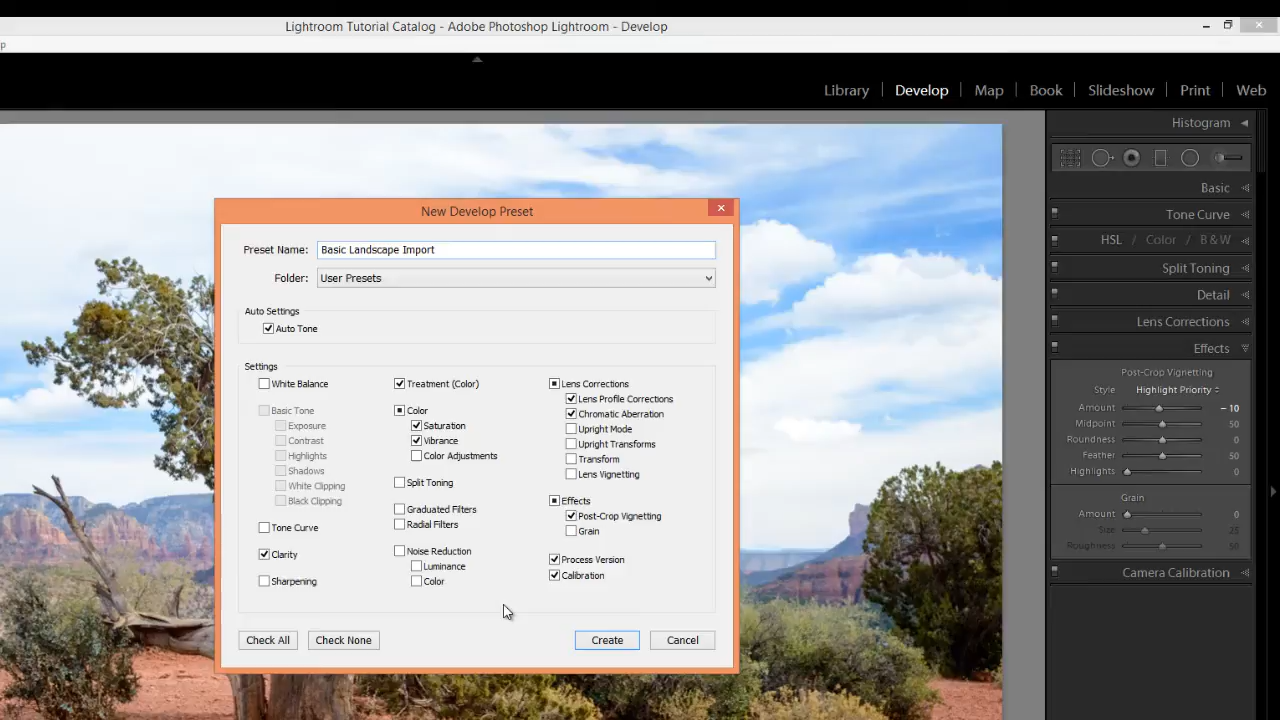 Lightroom Tutorial Catalog - Adobe Photoshop Lightroom - Develop
p
Library Develop Map Book Slideshow Print Web
Histogram
Basic
Tone Curve
HSL / Color / B & W
Split Toning
Detail
Lens Corrections
Effects
Post-Crop Vignetting
Style Highlight Priority
Amount – 10
Midpoint 50
Roundness 0
Feather 50
Highlights 0
Grain
Amount 0
Size 25
Roughness 50
Camera Calibration
New Develop Preset
Preset Name: Basic Landscape Import
Folder: User Presets
Auto Settings
Auto Tone
Settings
White Balance
Basic Tone
Exposure
Contrast
Highlights
Shadows
White Clipping
Black Clipping
Tone Curve
Clarity
Sharpening
Treatment (Color)
Color
Saturation
Vibrance
Color Adjustments
Split Toning
Graduated Filters
Radial Filters
Noise Reduction
Luminance
Color
Lens Corrections
Lens Profile Corrections
Chromatic Aberration
Upright Mode
Upright Transforms
Transform
Lens Vignetting
Effects
Post-Crop Vignetting
Grain
Process Version
Calibration
Check All Check None Create Cancel